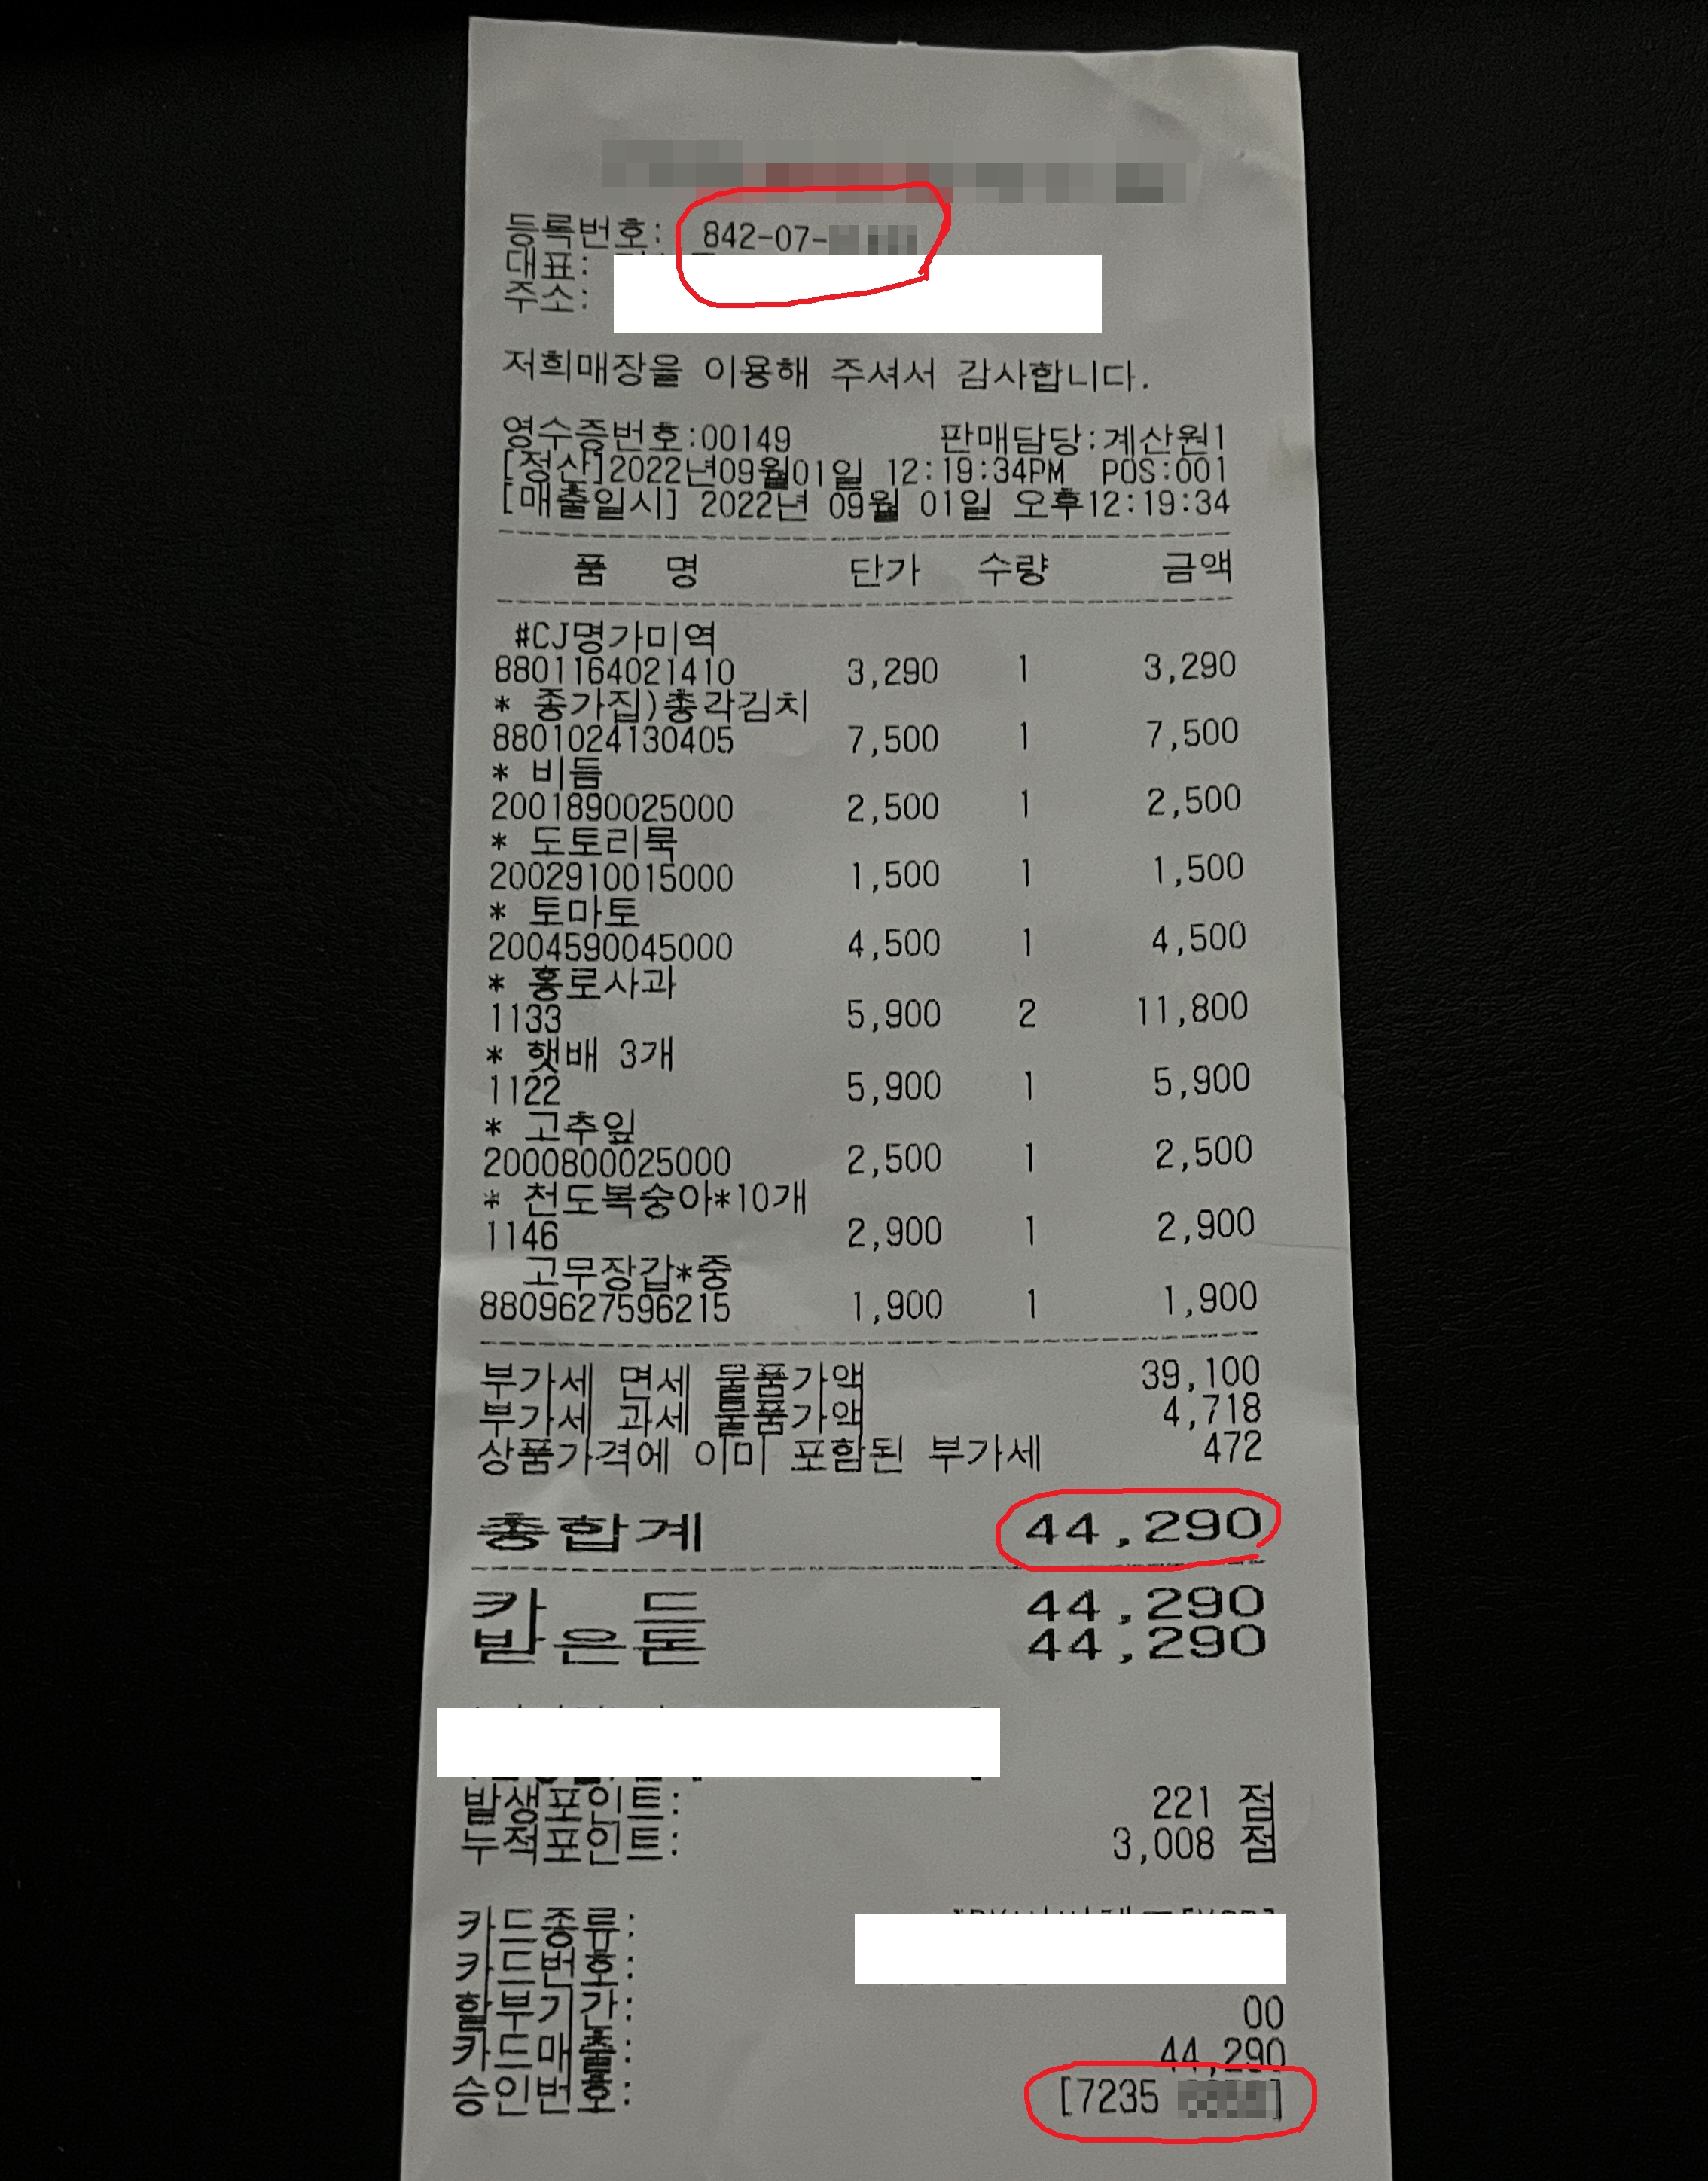 등록번호: 842-07-
대표:
주소:
저희매장을 이용해 주셔서 감사합니다.
영수증번호:00149 판매담당:계산원1
[정산]2022년09월01일 12:19:34PM POS:001
[매출일시] 2022년 09월 01일 오후12:19:34
품 명 단가 수량 금액
#CJ명가미역
8801164021410 3,290 1 3,290
* 종가집)총각김치
8801024130405 7,500 1 7,500
* 비듬
2001890025000 2,500 1 2,500
* 도토리묵
2002910015000 1,500 1 1,500
* 토마토
2004590045000 4,500 1 4,500
* 홍로사과
1133 5,900 2 11,800
* 햇배 3개
1122 5,900 1 5,900
* 고추잎
2000800025000 2,500 1 2,500
* 천도복숭아*10개
1146 2,900 1 2,900
고무장갑*중
8809627596215 1,900 1 1,900
부가세 면세 물품가액 39,100
부가세 과세 물품가액 4,718
상품가격에 이미 포함된 부가세 472
총합계 44,290
카 드 44,290
받은돈 44,290
발생포인트: 221 점
누적포인트: 3,008 점
카드종류:
카드번호:
할부기간: 00
카드매출: 44,290
승인번호: [7235 ]